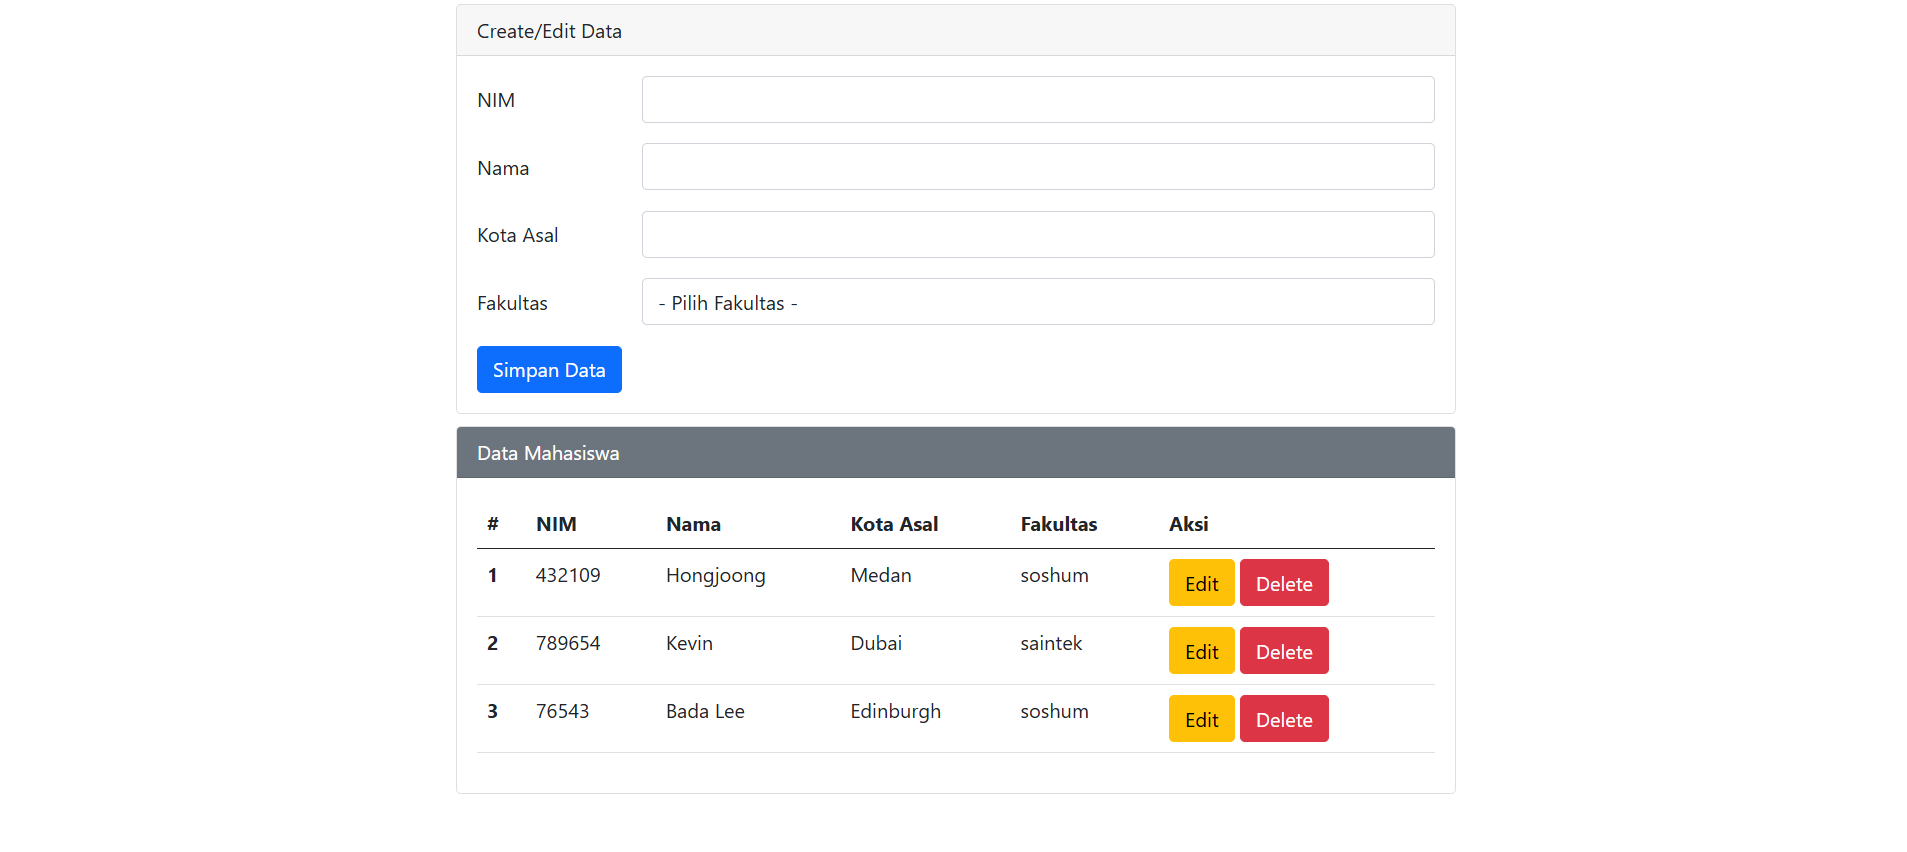 Create/Edit Data
NIM
Nama
Kota Asal
Fakultas - Pilih Fakultas -
Simpan Data
Data Mahasiswa
# NIM Nama Kota Asal Fakultas Aksi
1 432109 Hongjoong Medan soshum Edit Delete
2 789654 Kevin Dubai saintek Edit Delete
3 76543 Bada Lee Edinburgh soshum Edit Delete